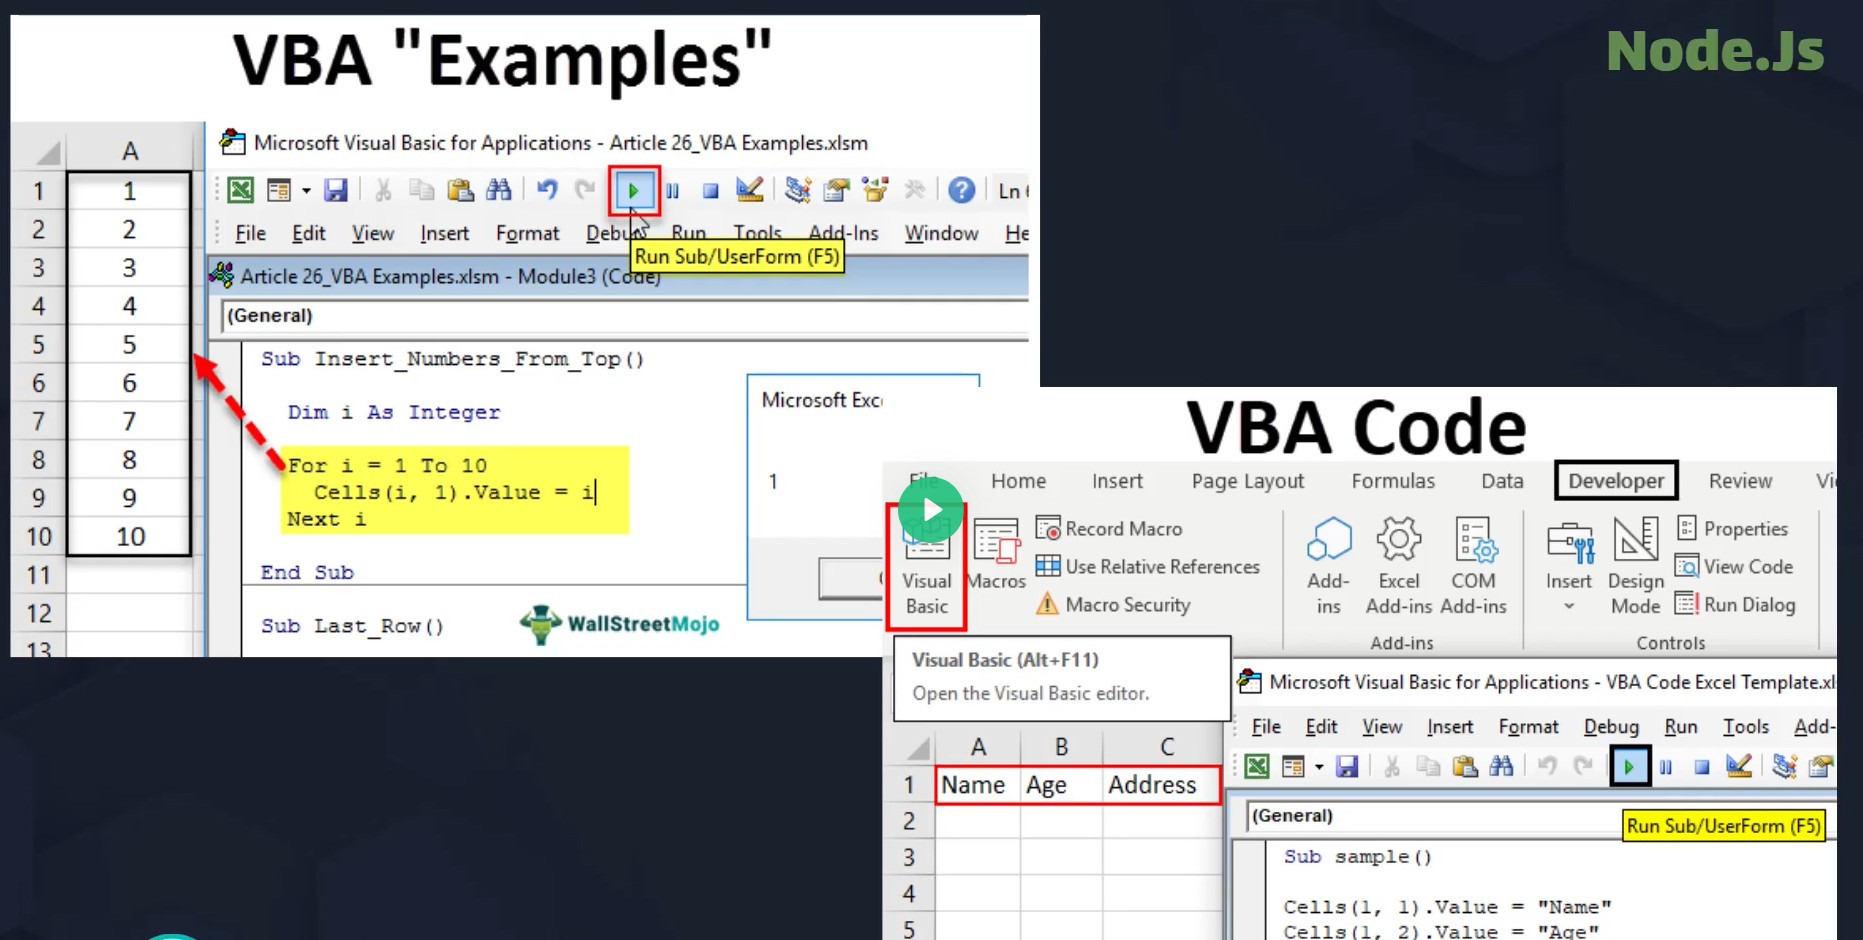 VBA "Examples"
Node.Js
Microsoft Visual Basic for Applications - Article 26_VBA Examples.xlsm
A
Ln
File Edit View Insert Format Debug Run Tools Add-Ins Window He
Run Sub/UserForm (F5)
Article 26_VBA Examples.xlsm - Module3 (Code)
(General)
1 1
2 2
3 3
4 4
5 5
6 6
7 7
8 8
9 9
10 10
11
12
13
Sub Insert_Numbers_From_Top()
Dim i As Integer
For i = 1 To 10
Cells(i, 1).Value = i
Next i
End Sub
Sub Last_Row()
WallStreetMojo
Microsoft Exc
1
VBA Code
File Home Insert Page Layout Formulas Data Developer Review Vi
Visual Basic
Macros
Record Macro
Use Relative References
Macro Security
Add-ins
Excel Add-ins
COM Add-ins
Add-ins
Insert
Design Mode
Properties
View Code
Run Dialog
Controls
Visual Basic (Alt+F11)
Open the Visual Basic editor.
Microsoft Visual Basic for Applications - VBA Code Excel Template.xl
File Edit View Insert Format Debug Run Tools Add-
A B C
1 Name Age Address
2
3
4
5
(General)
Run Sub/UserForm (F5)
Sub sample()
Cells(1, 1).Value = "Name"
Cells(1, 2).Value = "Age"